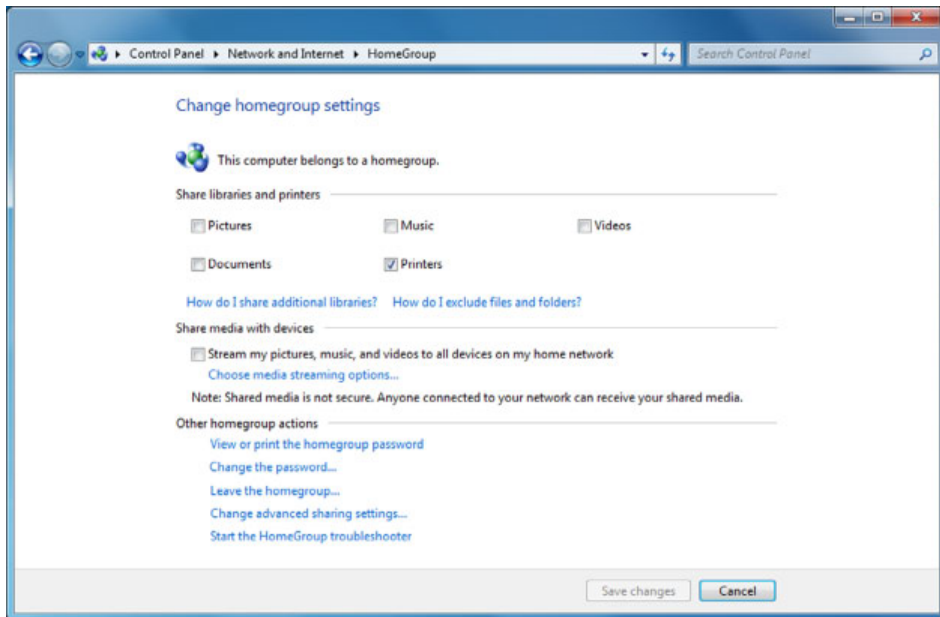 Control Panel Network and Internet HomeGroup Search Control Panel
Change homegroup settings
This computer belongs to a homegroup.
Share libraries and printers
Pictures Music Videos
Documents Printers
How do I share additional libraries? How do I exclude files and folders?
Share media with devices
Stream my pictures, music, and videos to all devices on my home network
Choose media streaming options...
Note: Shared media is not secure. Anyone connected to your network can receive your shared media.
Other homegroup actions
View or print the homegroup password
Change the password...
Leave the homegroup...
Change advanced sharing settings...
Start the HomeGroup troubleshooter
Save changes Cancel